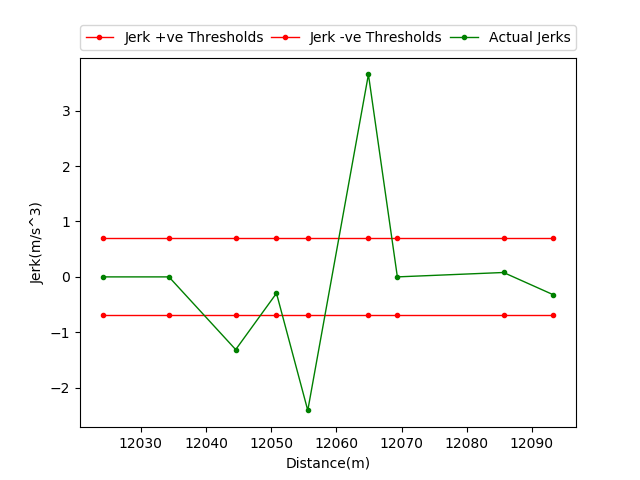 Jerk +ve Thresholds Jerk -ve Thresholds Actual Jerks
3
2
1
0
−1
−2
Jerk(m/s^3)
12030 12040 12050 12060 12070 12080 12090
Distance(m)